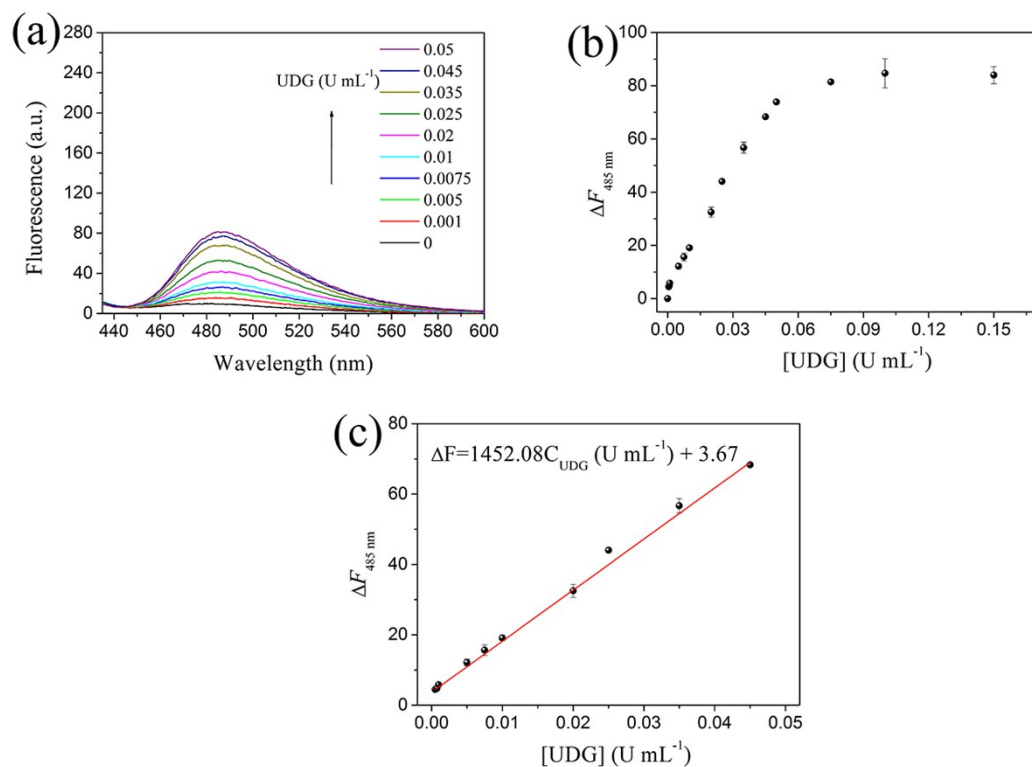 (a)
280
240
200
160
120
80
40
0
Fluorescence (a.u.)
440 460 480 500 520 540 560 580 600
Wavelength (nm)
UDG (U mL⁻¹)
0.05
0.045
0.035
0.025
0.02
0.01
0.0075
0.005
0.001
0
(b)
100
80
60
40
20
0
ΔF485 nm
0.00 0.03 0.06 0.09 0.12 0.15
[UDG] (U mL⁻¹)
(c)
80
60
40
20
0
ΔF485 nm
ΔF=1452.08CUDG (U mL⁻¹) + 3.67
0.00 0.01 0.02 0.03 0.04 0.05
[UDG] (U mL⁻¹)